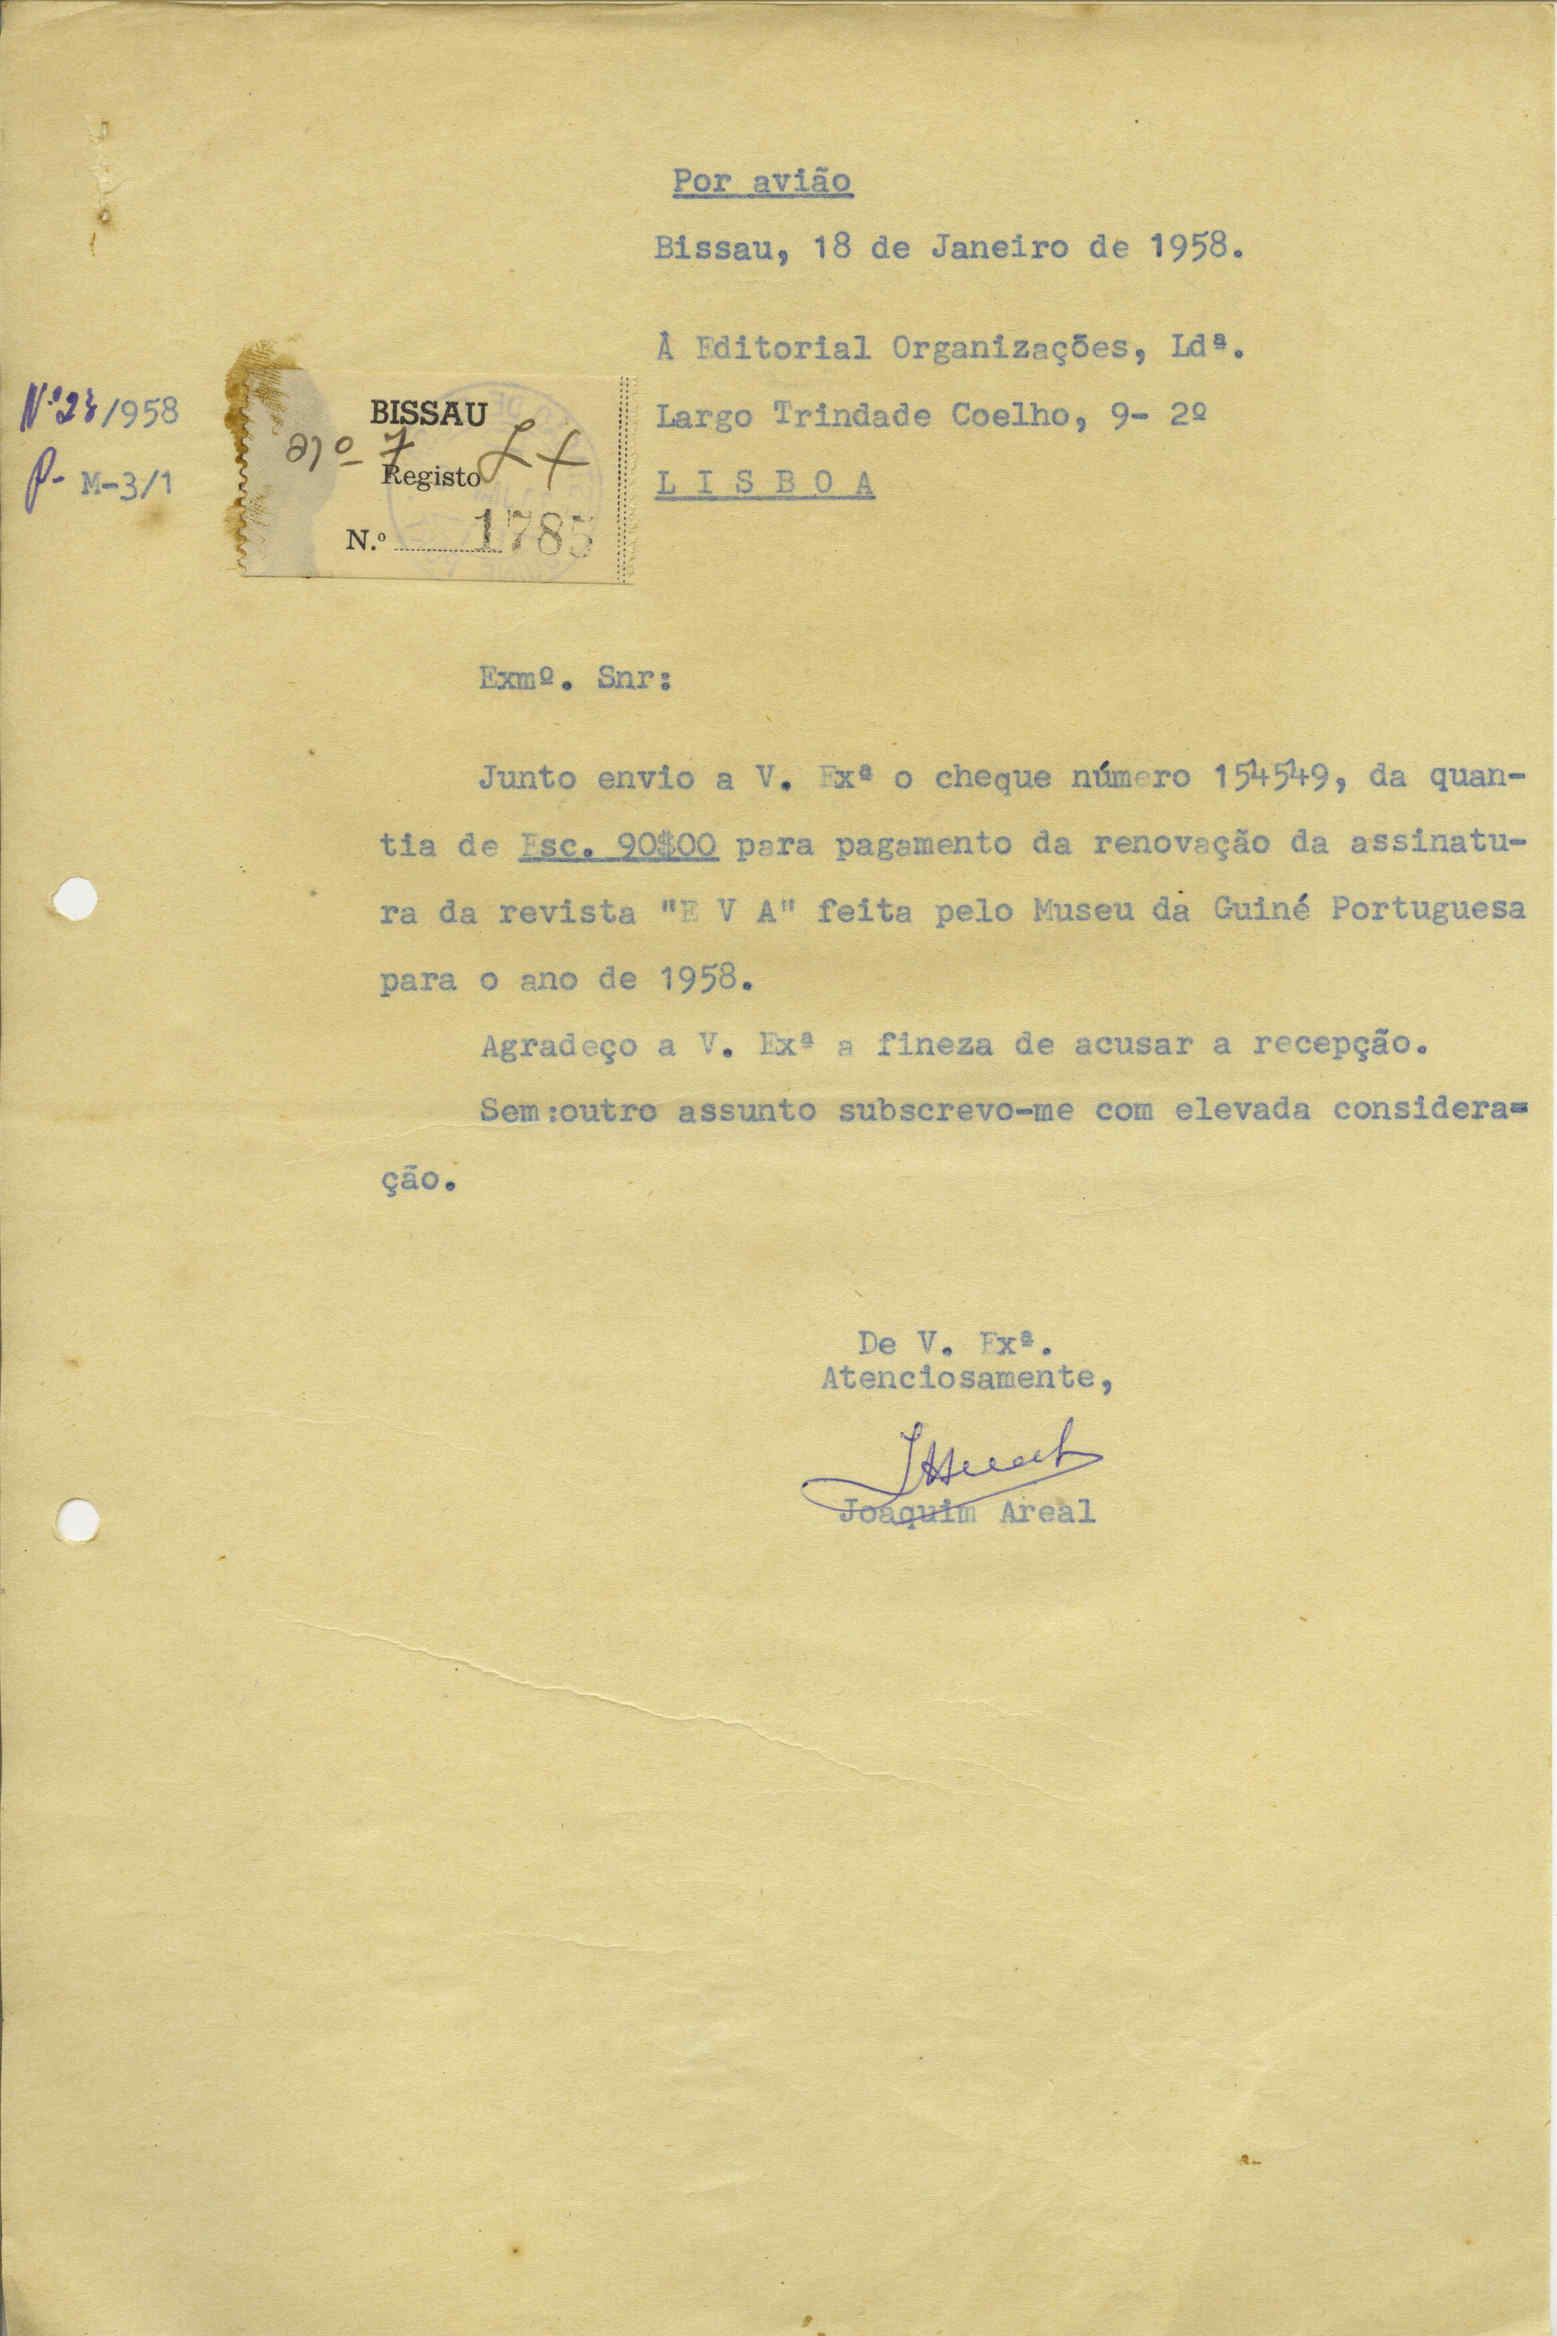 Por avião
Bissau, 18 de Janeiro de 1958.
À Editorial Organizações, Ldª.
Largo Trindade Coelho, 9- 2º
L I S B O A
/958
P- M-3/1
BISSAU
nº 7 Lx
Registo
N.º 1785
Exmº. Snr:
Junto envio a V. Exª o cheque número 154549, da quan-
tia de Esc. 90$00 para pagamento da renovação da assinatu-
ra da revista "E V A" feita pelo Museu da Guiné Portuguesa
para o ano de 1958.
Agradeço a V. Exª a fineza de acusar a recepção.
Sem:outro assunto subscrevo-me com elevada considera=
ção.
De V. Exª.
Atenciosamente,
Joaquim Areal